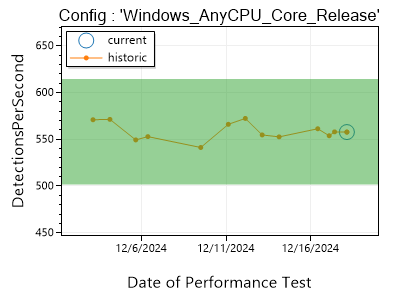 Config : 'Windows_AnyCPU_Core_Release'
current
historic
650
600
550
500
450
DetectionsPerSecond
12/6/2024
12/11/2024
12/16/2024
Date of Performance Test